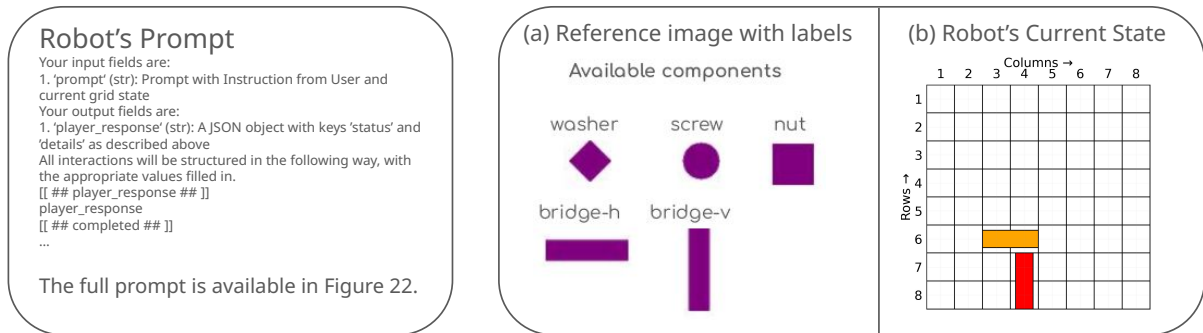 Robot’s Prompt
Your input fields are:
1. ‘prompt‘ (str): Prompt with Instruction from User and
current grid state
Your output fields are:
1. ‘player_response‘ (str): A JSON object with keys ’status’ and
’details’ as described above
All interactions will be structured in the following way, with
the appropriate values filled in.
[[ ## player_response ## ]]
player_response
[[ ## completed ## ]]
...
The full prompt is available in Figure 22.
(a) Reference image with labels
Available components
washer screw nut
bridge-h bridge-v
(b) Robot’s Current State
Columns →
1 2 3 4 5 6 7 8
Rows →
1
2
3
4
5
6
7
8